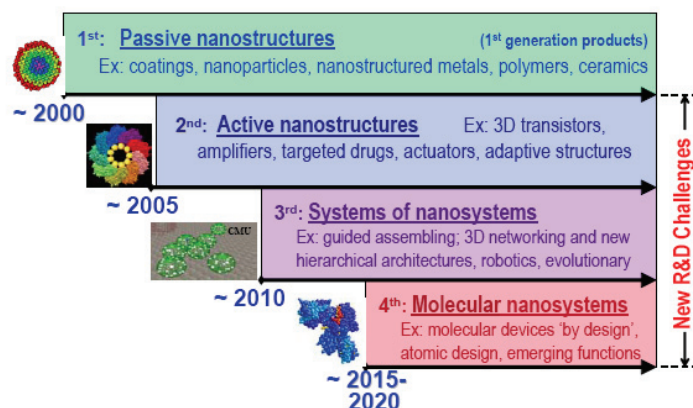 1st: Passive nanostructures (1st generation products)
Ex: coatings, nanoparticles, nanostructured metals, polymers, ceramics
~ 2000
2nd: Active nanostructures Ex: 3D transistors,
amplifiers, targeted drugs, actuators, adaptive structures
~ 2005
3rd: Systems of nanosystems
CMU
Ex: guided assembling; 3D networking and new
hierarchical architectures, robotics, evolutionary
~ 2010
4th: Molecular nanosystems
Ex: molecular devices ‘by design’,
atomic design, emerging functions
~ 2015-
2020
New R&D Challenges